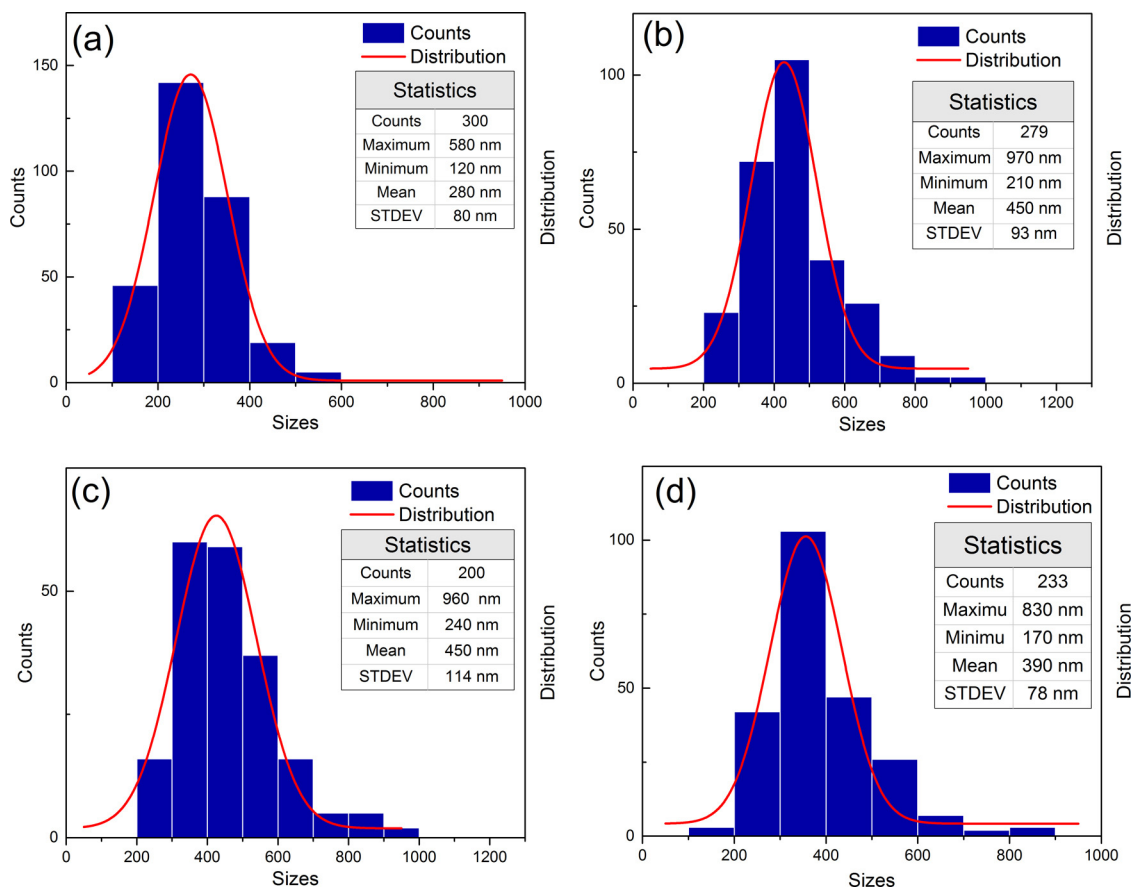 (a)
Counts
Distribution
Statistics
Counts 300
Maximum 580 nm
Minimum 120 nm
Mean 280 nm
STDEV 80 nm
150
100
50
0
Counts
Distribution
0 200 400 600 800 1000
Sizes
(b)
Counts
Distribution
Statistics
Counts 279
Maximum 970 nm
Minimum 210 nm
Mean 450 nm
STDEV 93 nm
100
50
0
Counts
Distribution
0 200 400 600 800 1000 1200
Sizes
(c)
Counts
Distribution
Statistics
Counts 200
Maximum 960 nm
Minimum 240 nm
Mean 450 nm
STDEV 114 nm
50
0
Counts
Distribution
0 200 400 600 800 1000 1200
Sizes
(d)
Counts
Distribution
Statistics
Counts 233
Maximu 830 nm
Minimu 170 nm
Mean 390 nm
STDEV 78 nm
100
50
0
Counts
Distribution
0 200 400 600 800 1000
Sizes